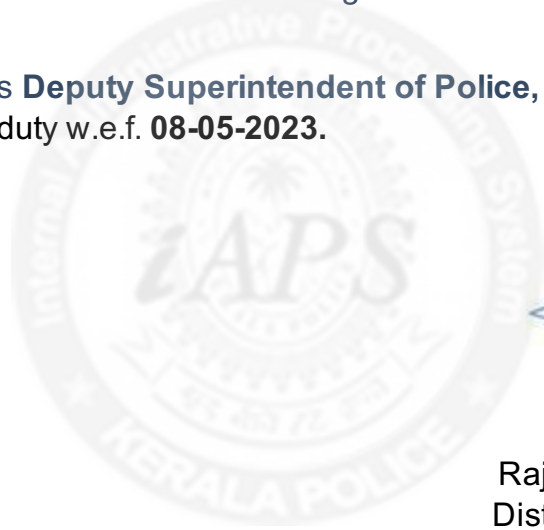 s Deputy Superintendent of Police,
duty w.e.f. 08-05-2023.
Internal Administrative Processing System
iAPS
KERALA POLICE
Raj
Dist